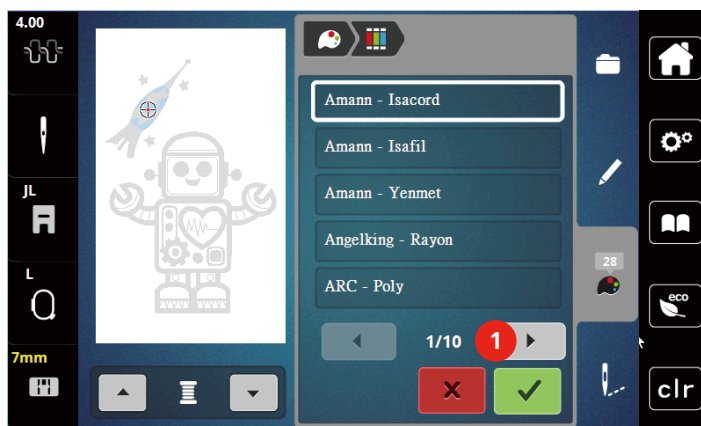 4.00
JL
L
7mm
Amann - Isacord
Amann - Isafil
Amann - Yenmet
Angelking - Rayon
ARC - Poly
1/10
1
28
eco
clr